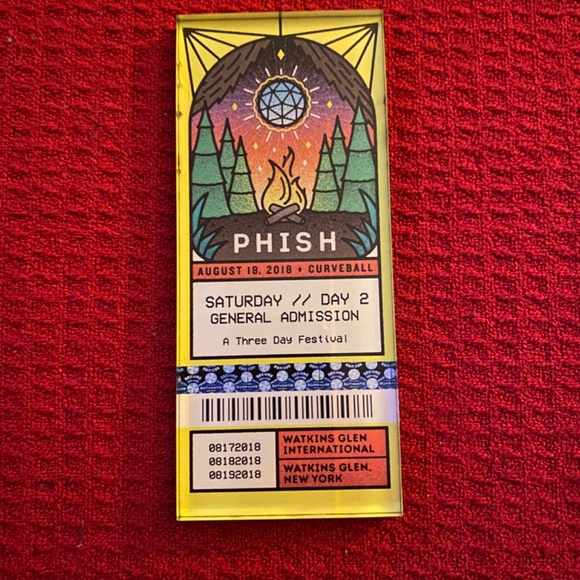 PHISH
AUGUST 18, 2018 + CURVEBALL
SATURDAY // DAY 2
GENERAL ADMISSION
A Three Day Festival
08172018
08182018
08192018
WATKINS GLEN
INTERNATIONAL
WATKINS GLEN,
NEW YORK